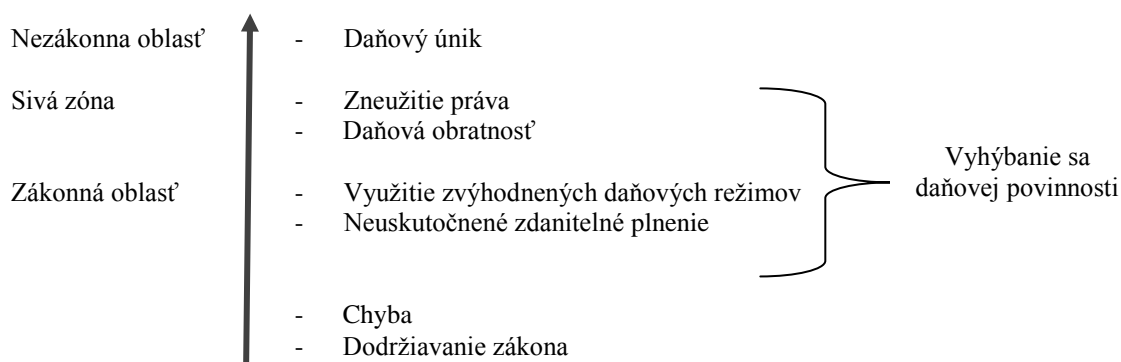 Nezákonna oblasť - Daňový únik
Sivá zóna - Zneužitie práva
- Daňová obratnosť
Vyhýbanie sa
daňovej povinnosti
Zákonná oblasť - Využitie zvýhodnených daňových režimov
- Neuskutočnené zdanitelné plnenie
- Chyba
- Dodržiavanie zákona